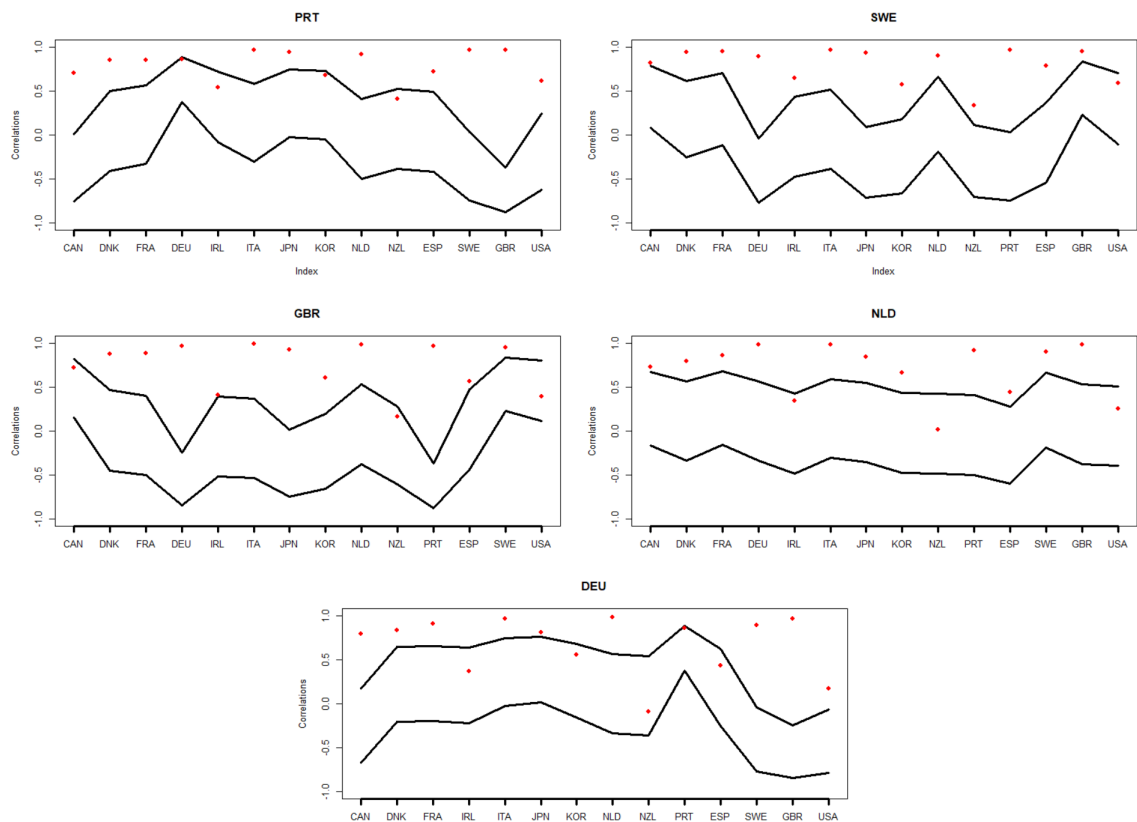 PRT
Correlations
1.0
0.5
0.0
-0.5
-1.0
CAN DNK FRA DEU IRL ITA JPN KOR NLD NZL ESP SWE GBR USA
Index
SWE
Correlations
1.0
0.5
0.0
-0.5
-1.0
CAN DNK FRA DEU IRL ITA JPN KOR NLD NZL PRT ESP GBR USA
Index
GBR
Correlations
1.0
0.5
0.0
-0.5
-1.0
CAN DNK FRA DEU IRL ITA JPN KOR NLD NZL PRT ESP SWE USA
NLD
Correlations
1.0
0.5
0.0
-0.5
-1.0
CAN DNK FRA DEU IRL ITA JPN KOR NZL PRT ESP SWE GBR USA
DEU
Correlations
1.0
0.5
0.0
-0.5
-1.0
CAN DNK FRA IRL ITA JPN KOR NLD NZL PRT ESP SWE GBR USA